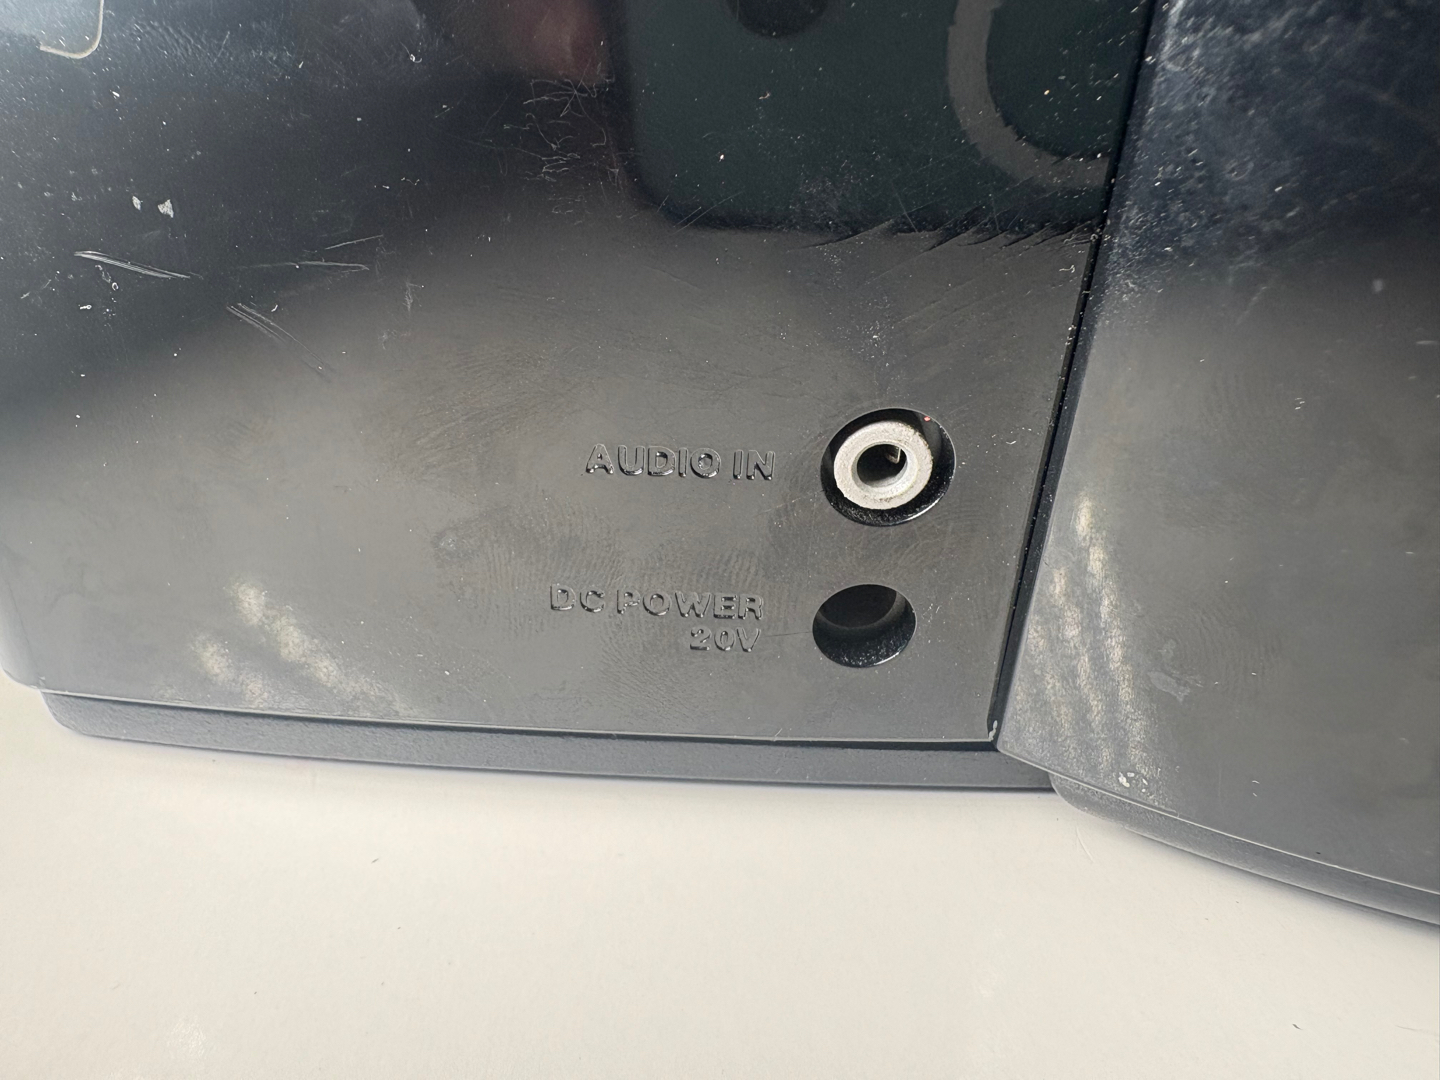 AUDIO IN
DC POWER
20V